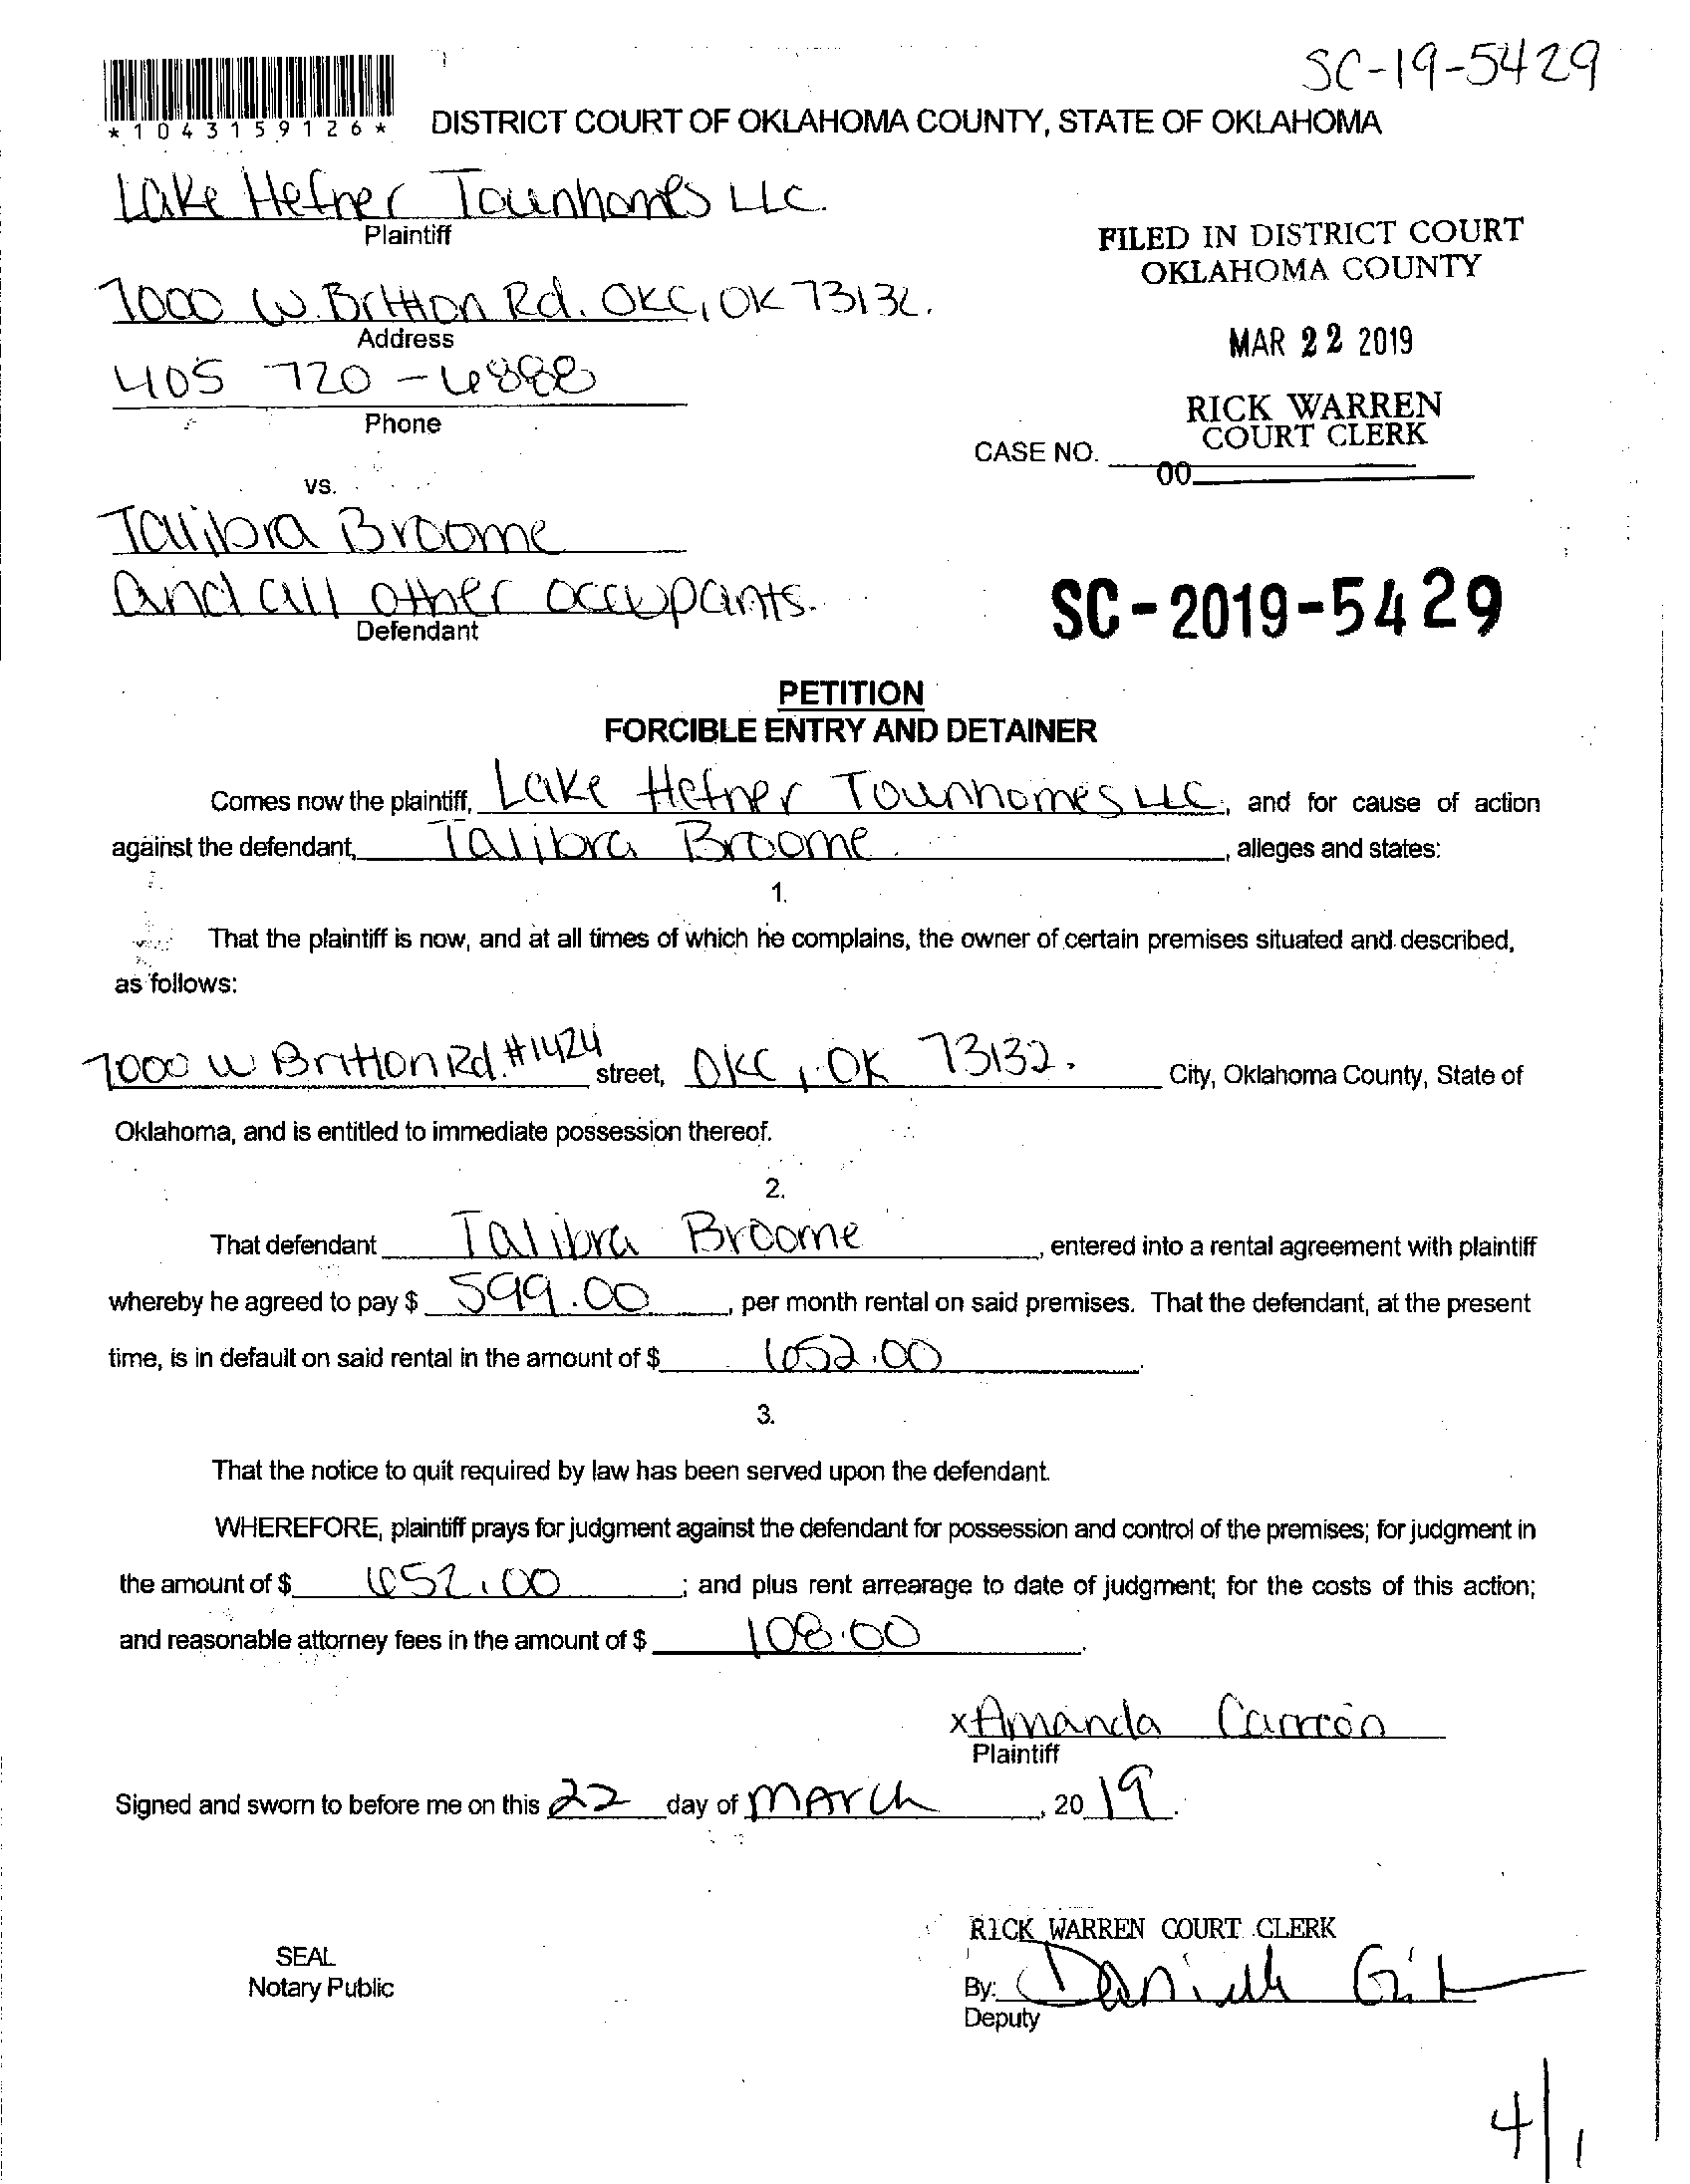 SC-19-5429
*1043159126*
DISTRICT COURT OF OKLAHOMA COUNTY, STATE OF OKLAHOMA
Lake Hefner Townhomes LLC.
Plaintiff
FILED IN DISTRICT COURT
OKLAHOMA COUNTY
7000 W. Britton Rd. OKC, OK 73132.
Address
MAR 22 2019
405 720-6888
Phone
RICK WARREN
COURT CLERK
CASE NO.
00
vs.
Talibra Broome
and all other occupants.
Defendant
SC-2019-5429
PETITION
FORCIBLE ENTRY AND DETAINER
Comes now the plaintiff, Lake Hefner Townhomes LLC, and for cause of action
against the defendant, Talibra Broome, alleges and states:
1.
That the plaintiff is now, and at all times of which he complains, the owner of certain premises situated and described,
as follows:
7000 W Britton Rd. #1424 street, OKC, OK 73132. City, Oklahoma County, State of
Oklahoma, and is entitled to immediate possession thereof.
2.
That defendant Talibra Broome, entered into a rental agreement with plaintiff
whereby he agreed to pay $ 599.00, per month rental on said premises. That the defendant, at the present
time, is in default on said rental in the amount of $ 652.00.
3.
That the notice to quit required by law has been served upon the defendant.
WHEREFORE, plaintiff prays for judgment against the defendant for possession and control of the premises; for judgment in
the amount of $ 652.00; and plus rent arrearage to date of judgment; for the costs of this action;
and reasonable attorney fees in the amount of $ 108.00.
x Amanda Carreon
Plaintiff
Signed and sworn to before me on this 22 day of March, 2019.
RICK WARREN COURT CLERK
SEAL
Notary Public
By: Danielle
Deputy
4/1